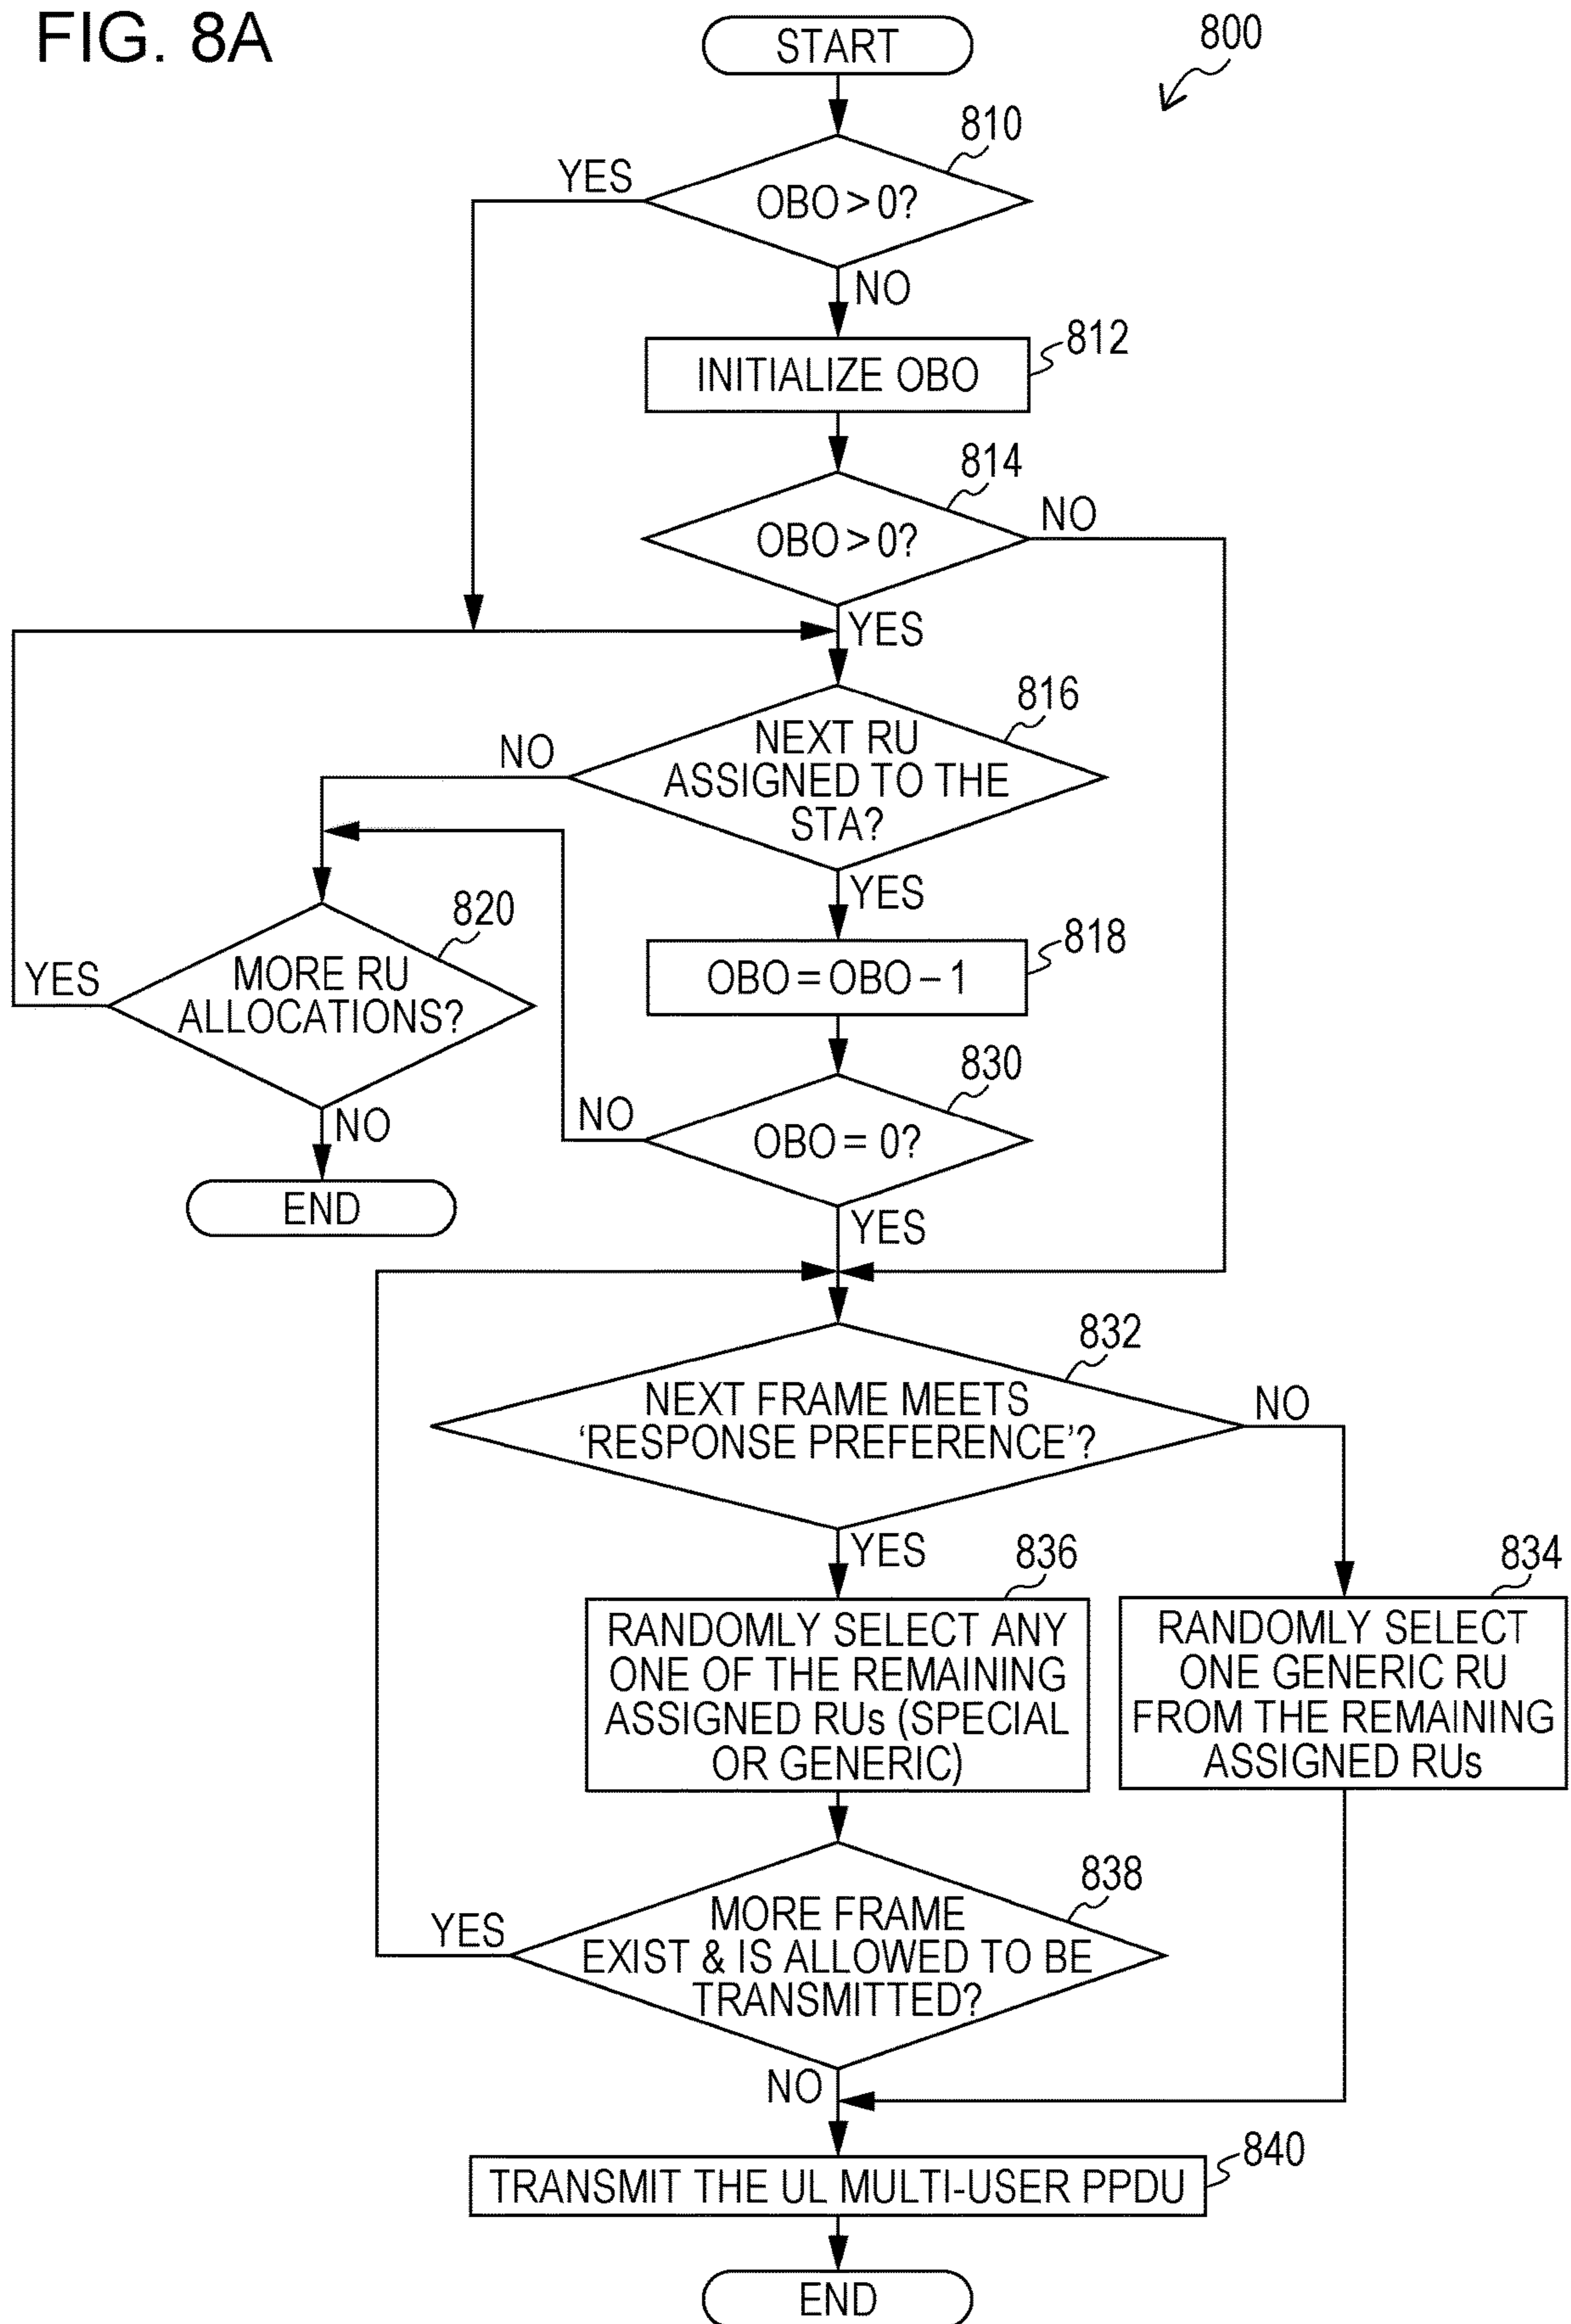 FIG. 8A
START
800
810
YES
OBO > 0?
NO
812
INITIALIZE OBO
814
NO
OBO > 0?
YES
816
NO
NEXT RU
ASSIGNED TO THE
STA?
YES
820
818
YES
MORE RU
ALLOCATIONS?
OBO = OBO – 1
830
NO
NO
OBO = 0?
END
YES
832
NEXT FRAME MEETS
‘RESPONSE PREFERENCE’?
NO
YES
836
834
RANDOMLY SELECT ANY
ONE OF THE REMAINING
ASSIGNED RUs (SPECIAL
OR GENERIC)
RANDOMLY SELECT
ONE GENERIC RU
FROM THE REMAINING
ASSIGNED RUs
838
YES
MORE FRAME
EXIST & IS ALLOWED TO BE
TRANSMITTED?
NO
840
TRANSMIT THE UL MULTI-USER PPDU
END